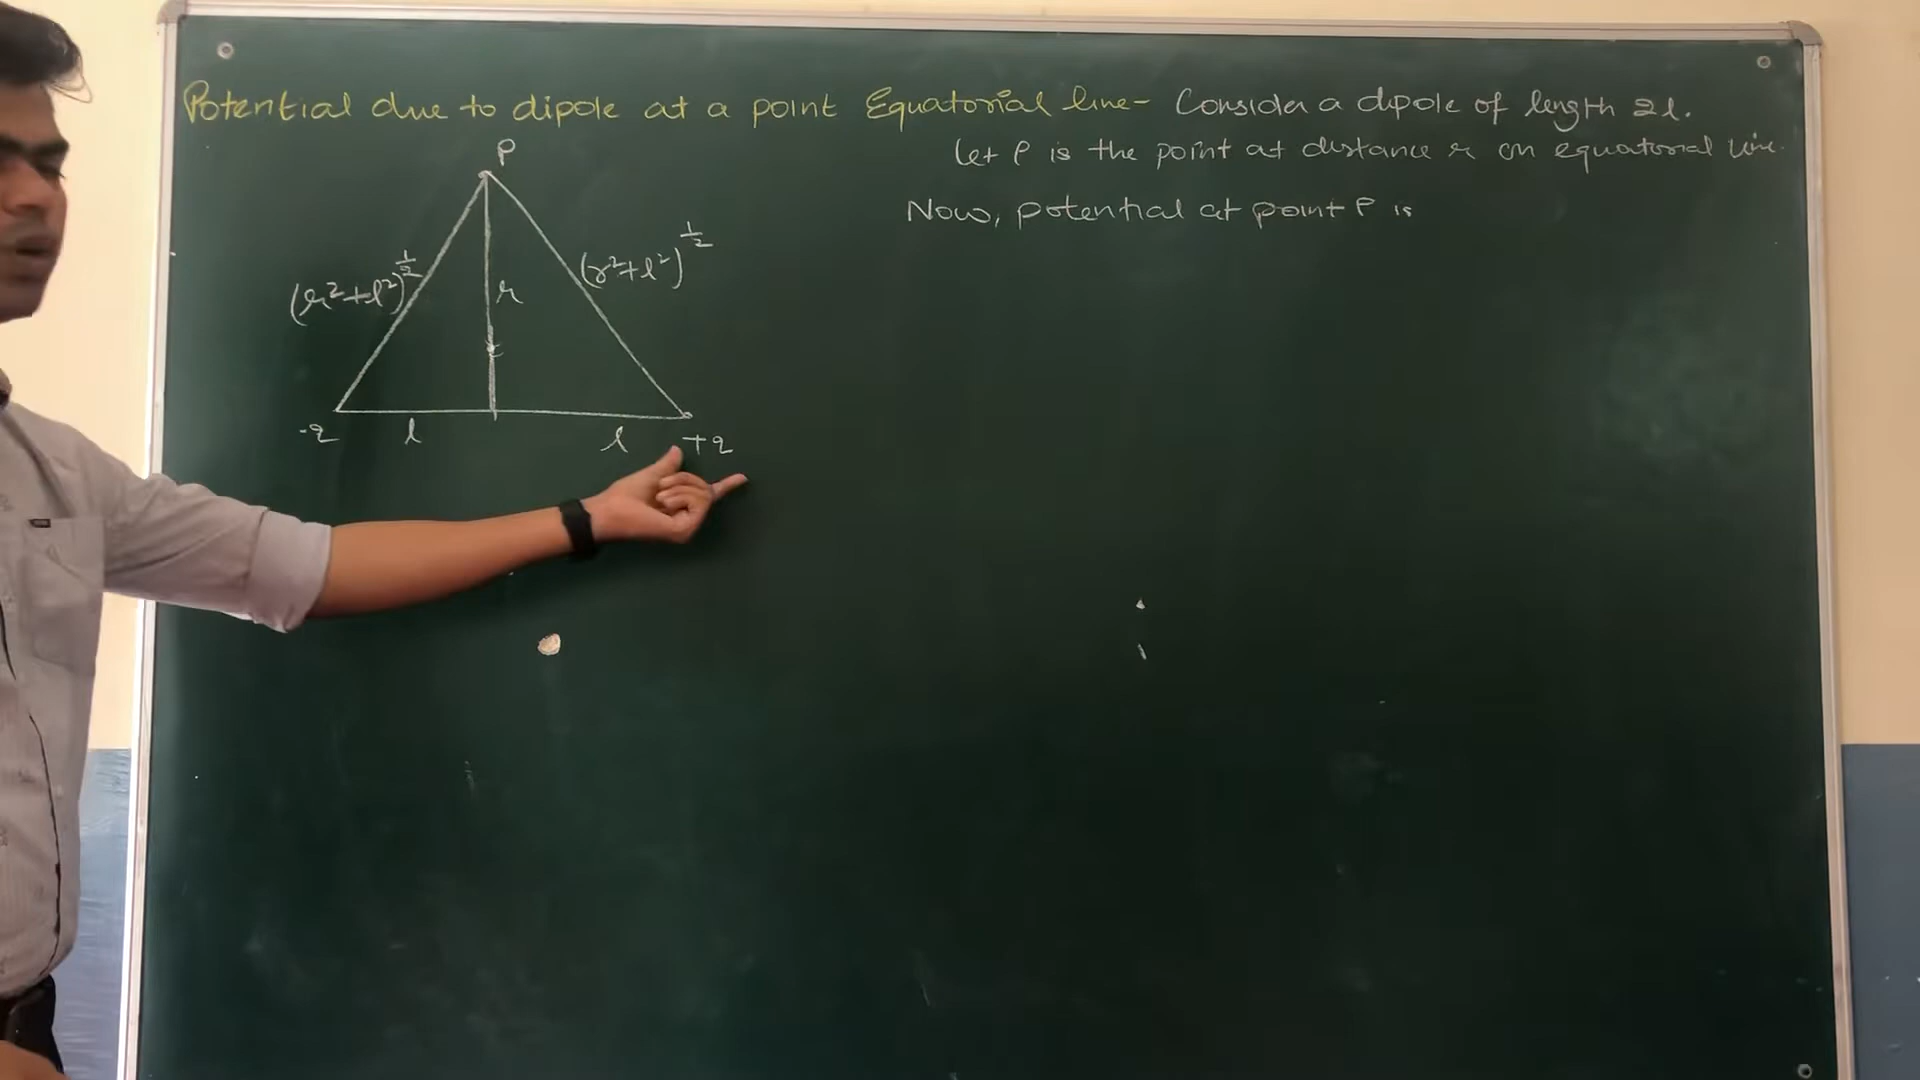 Potential due to dipole at a point Equatorial line- Consider a dipole of length 2l.
Let P is the point at distance r on equatorial line.
Now, potential at point P is
P
(r²+l²)^1/2
r
(r²+l²)^1/2
-q
l
l
+q